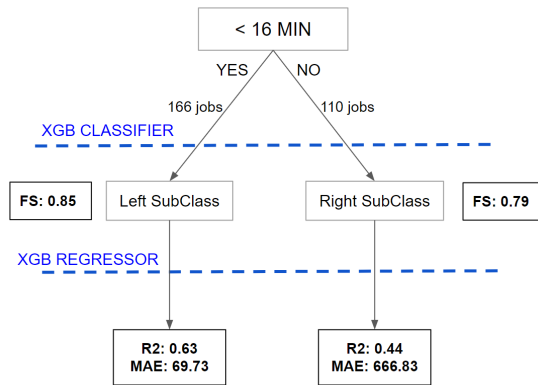 < 16 MIN
YES
NO
166 jobs
110 jobs
XGB CLASSIFIER
FS: 0.85
Left SubClass
Right SubClass
FS: 0.79
XGB REGRESSOR
R2: 0.63
MAE: 69.73
R2: 0.44
MAE: 666.83